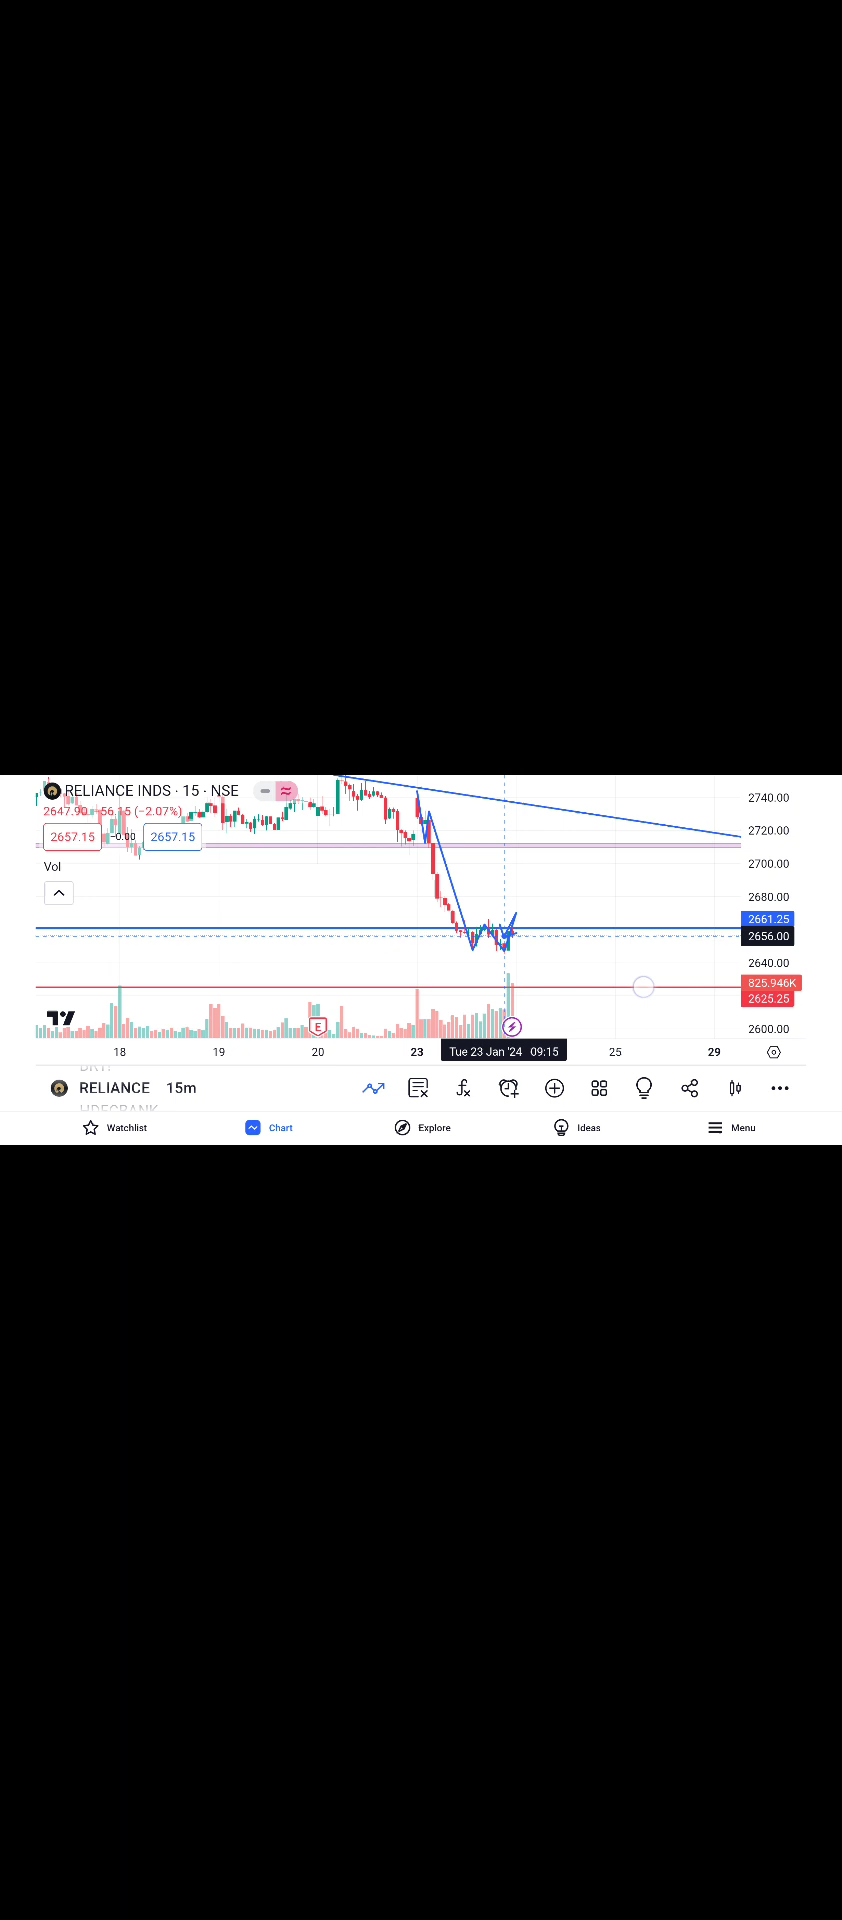 RELIANCE INDS · 15 · NSE
2647.90 −56.15 (−2.07%)
2657.15 −0.00 2657.15
Vol
2740.00
2720.00
2700.00
2680.00
2661.25
2656.00
2640.00
825.946K
2625.25
2600.00
E
18 19 20 23 Tue 23 Jan '24 09:15 25 29
RELIANCE 15m
HDFCBANK
Watchlist Chart Explore Ideas Menu